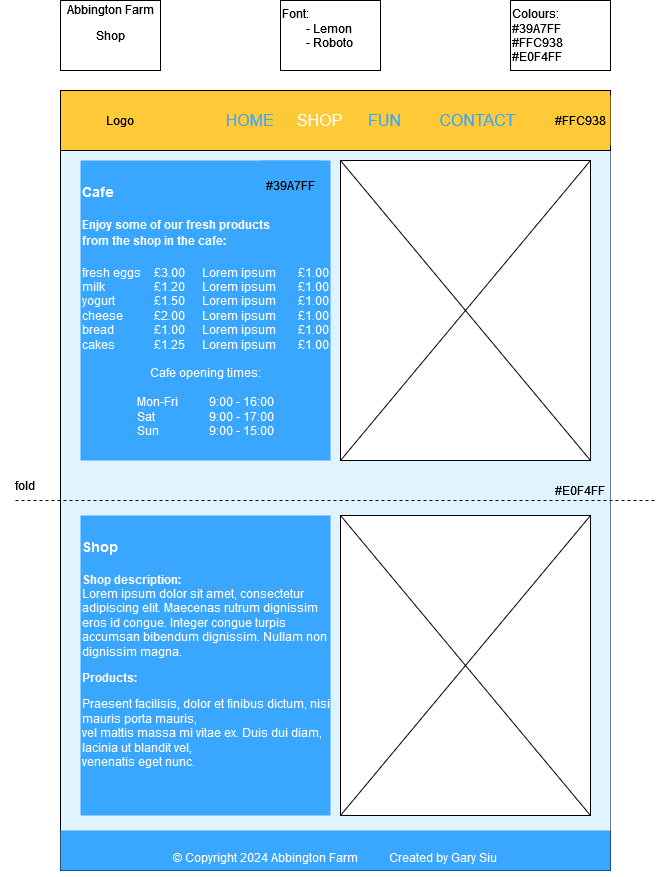 Abbington Farm
Shop
Font:
- Lemon
- Roboto
Colours:
#39A7FF
#FFC938
#E0F4FF
Logo HOME SHOP FUN CONTACT #FFC938
#39A7FF
Cafe
Enjoy some of our fresh products
from the shop in the cafe:
fresh eggs £3.00 Lorem ipsum £1.00
milk £1.20 Lorem ipsum £1.00
yogurt £1.50 Lorem ipsum £1.00
cheese £2.00 Lorem ipsum £1.00
bread £1.00 Lorem ipsum £1.00
cakes £1.25 Lorem ipsum £1.00
Cafe opening times:
Mon-Fri 9:00 - 16:00
Sat 9:00 - 17:00
Sun 9:00 - 15:00
fold
#E0F4FF
Shop
Shop description:
Lorem ipsum dolor sit amet, consectetur
adipiscing elit. Maecenas rutrum dignissim
eros id congue. Integer congue turpis
accumsan bibendum dignissim. Nullam non
dignissim magna.
Products:
Praesent facilisis, dolor et finibus dictum, nisi
mauris porta mauris,
vel mattis massa mi vitae ex. Duis dui diam,
lacinia ut blandit vel,
venenatis eget nunc.
© Copyright 2024 Abbington Farm Created by Gary Siu